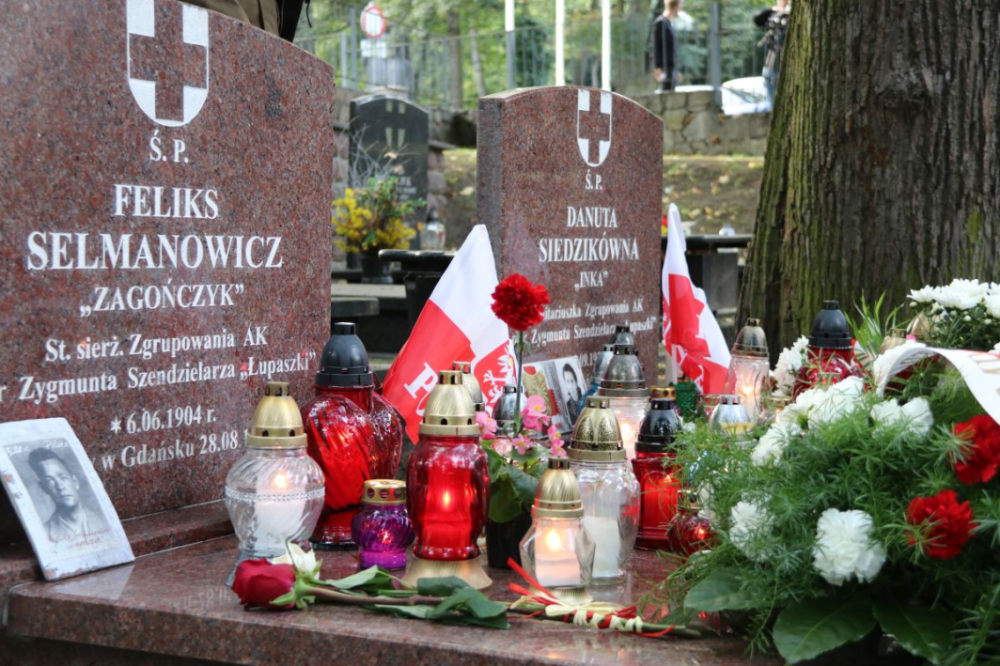 Ś. P.
FELIKS
SELMANOWICZ
„ZAGOŃCZYK”
St. sierż. Zgrupowania AK
Zygmunta Szendzielarza „Łupaszki”
*6.06.1904 r.
w Gdańsku 28.08
Ś. P.
DANUTA
SIEDZIKÓWNA
„INKA”
Zgrupowania AK
Zygmunta Szendzielarza „Łup
P